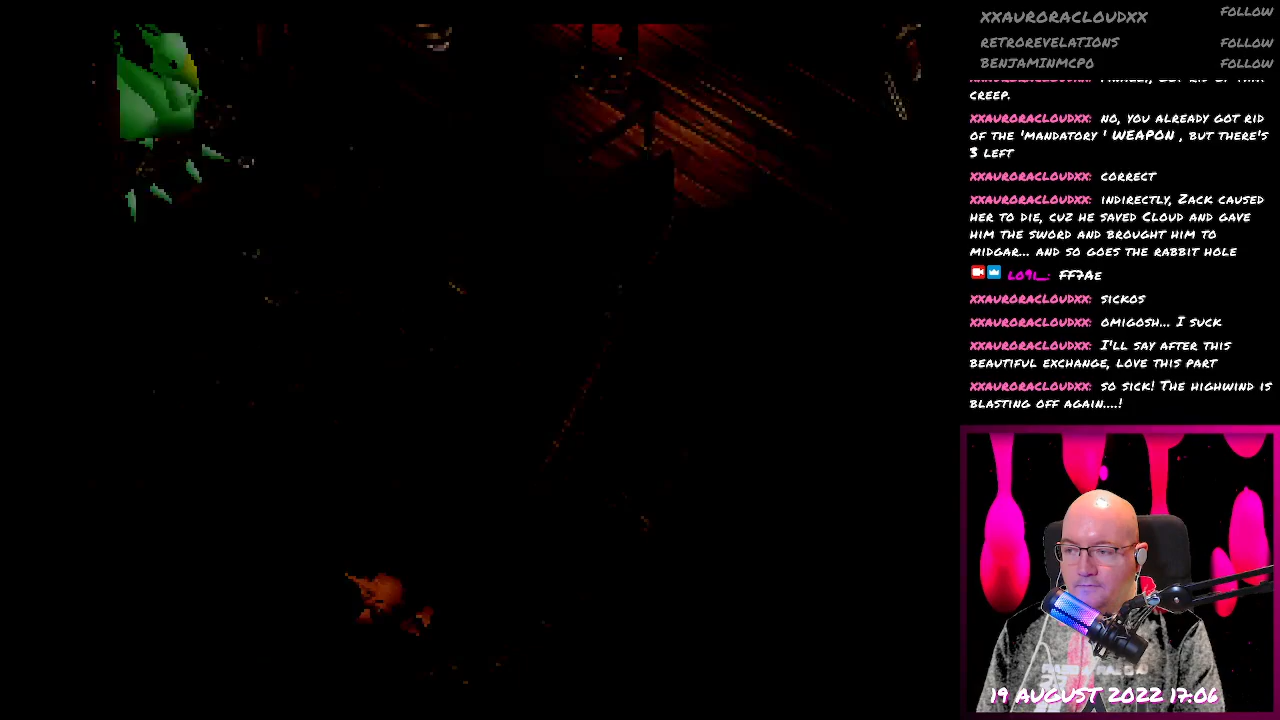 xxAuroraCloudxx Follow
RetroRevelations Follow
BenjaminMcPo Follow
creep.
xxAuroraCloudxx: No, you already got rid
of the 'mandatory ' WEAPON , but there's
3 left
xxAuroraCloudxx: Correct
xxAuroraCloudxx: Indirectly, Zack caused
her to die, cuz he saved Cloud and gave
him the sword and brought him to
Midgar... and so goes the rabbit hole
lo9i_: FF7AE
xxAuroraCloudxx: Sickos
xxAuroraCloudxx: Omigosh... I suck
xxAuroraCloudxx: I'll say after this
beautiful exchange, love this part
xxAuroraCloudxx: So sick! The Highwind is
blasting off again....!
19 August 2022 17:06